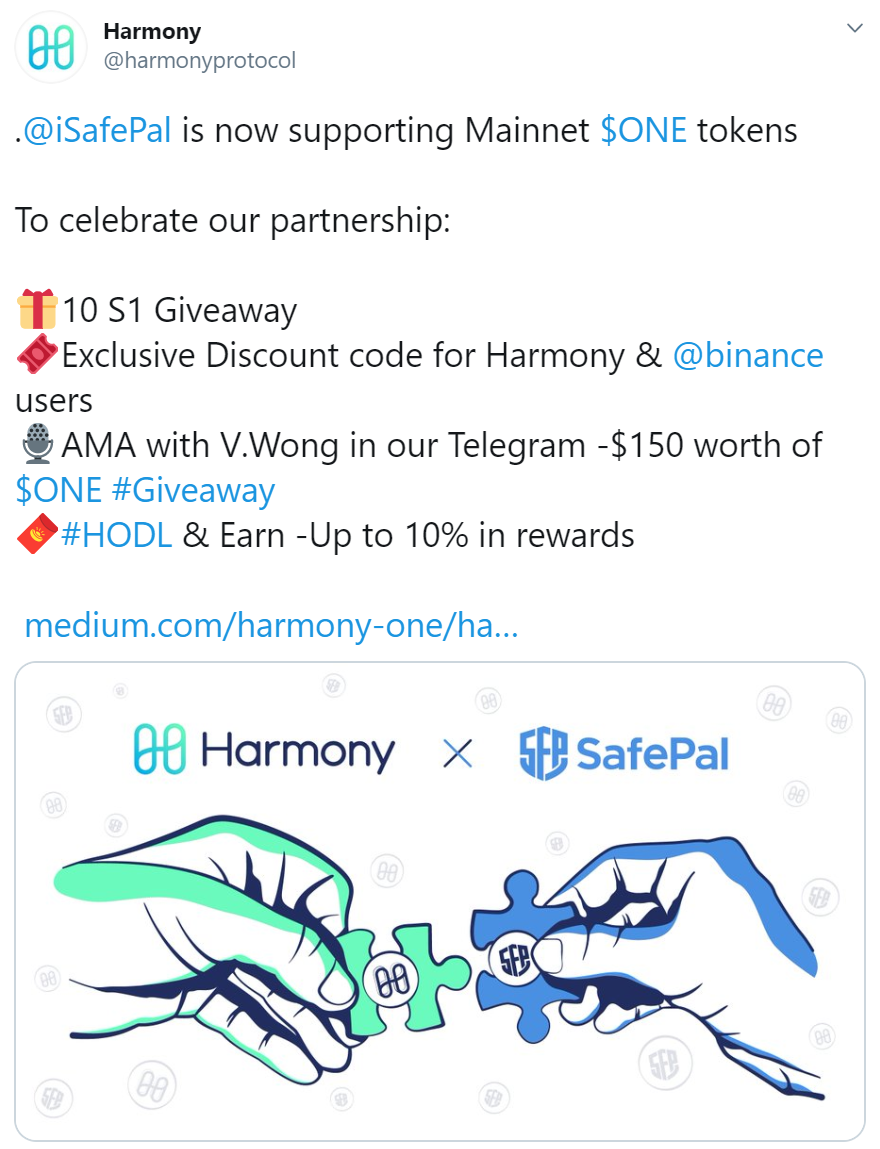 Harmony
@harmonyprotocol
.@iSafePal is now supporting Mainnet $ONE tokens
To celebrate our partnership:
🎁10 S1 Giveaway
🎟️Exclusive Discount code for Harmony & @binance
users
🎙️AMA with V.Wong in our Telegram -$150 worth of
$ONE #Giveaway
🧧#HODL & Earn -Up to 10% in rewards
medium.com/harmony-one/ha...
Harmony X SFP SafePal
SFP